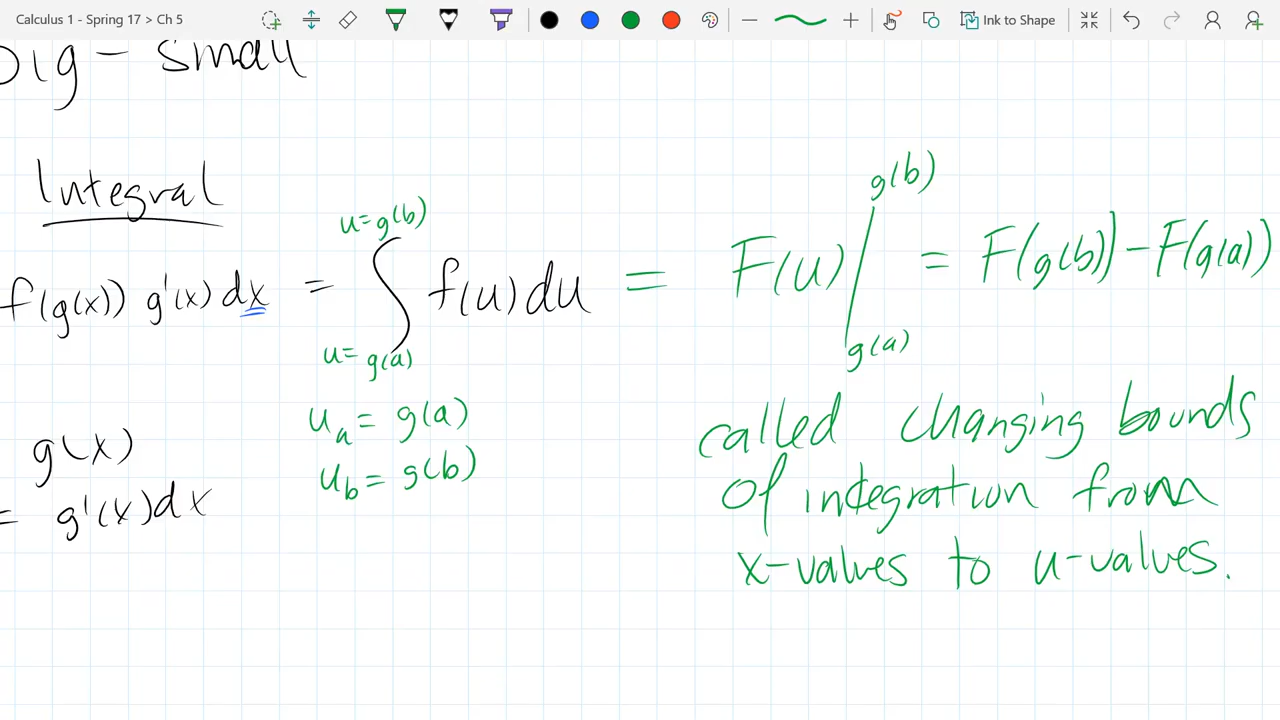 Calculus 1 - Spring 17 > Ch 5
Ink to Shape
big - small
Integral
f(g(x)) g'(x) dx = ∫_{u=g(a)}^{u=g(b)} f(u) du = F(u) |_{g(a)}^{g(b)} = F(g(b)) - F(g(a))
u_a = g(a)
u_b = g(b)
g(x)
= g'(x) dx
called changing bounds
of integration from
x-values to u-values.